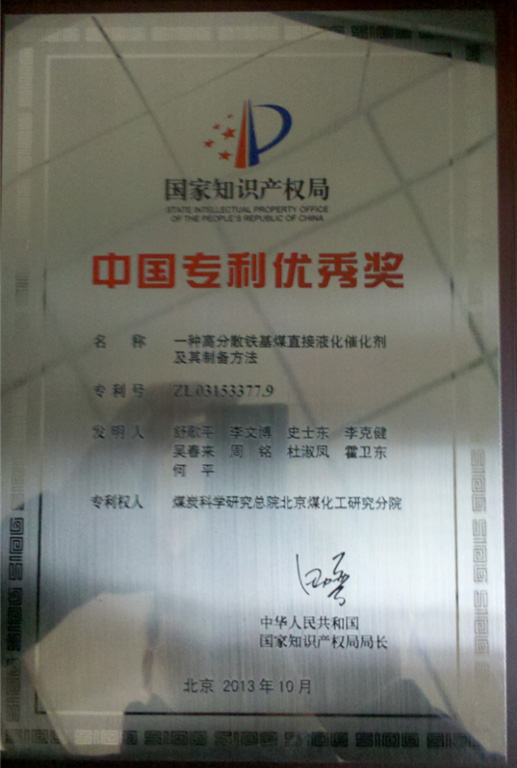 国家知识产权局
STATE INTELLECTUAL PROPERTY OFFICE
OF THE PEOPLE'S REPUBLIC OF CHINA
中国专利优秀奖
名 称 一种高分散铁基煤直接液化催化剂
及其制备方法
专利号 ZL 03153377.9
发明人 舒歌平 李文博 史士东 李克健
吴春来 周 铭 杜淑凤 霍卫东
何 平
专利权人 煤炭科学研究总院北京煤化工研究分院
中华人民共和国
国家知识产权局局长
北京 2013年10月